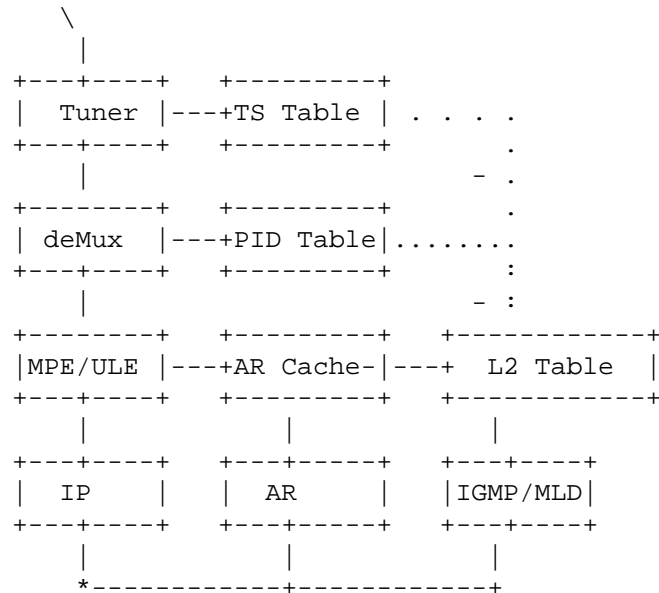 Tuner TS Table
deMux PID Table
MPE/ULE AR Cache- L2 Table
IP AR IGMP/MLD